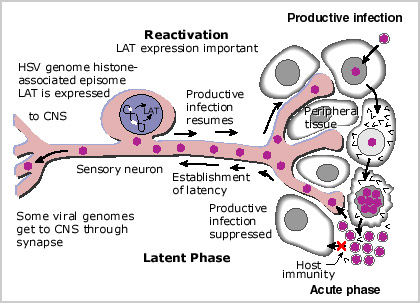 Productive infection
Reactivation
LAT expression important
HSV genome histone-
associated episome
LAT is expressed
to CNS
LAT
Productive
infection
resumes
Peripheral
tissue
Sensory neuron
Establishment
of latency
Some viral genomes
get to CNS through
synapse
Productive
infection
suppressed
Latent Phase
Host
immunity
Acute phase